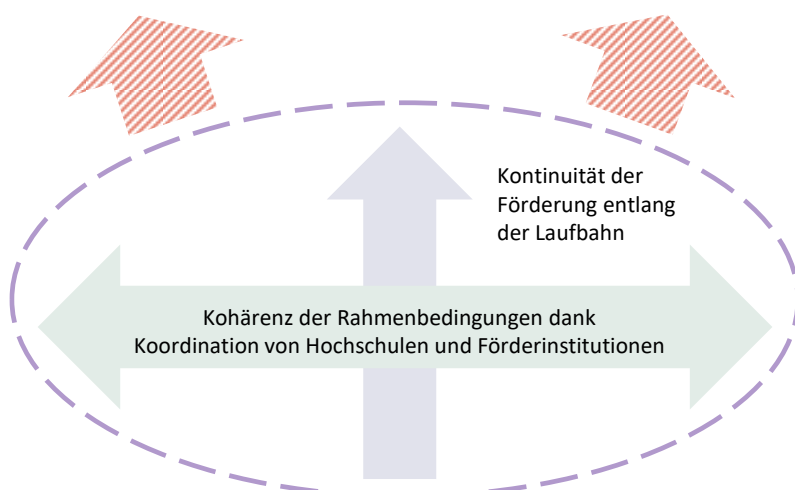 Kontinuität der
Förderung entlang
der Laufbahn
Kohärenz der Rahmenbedingungen dank
Koordination von Hochschulen und Förderinstitutionen